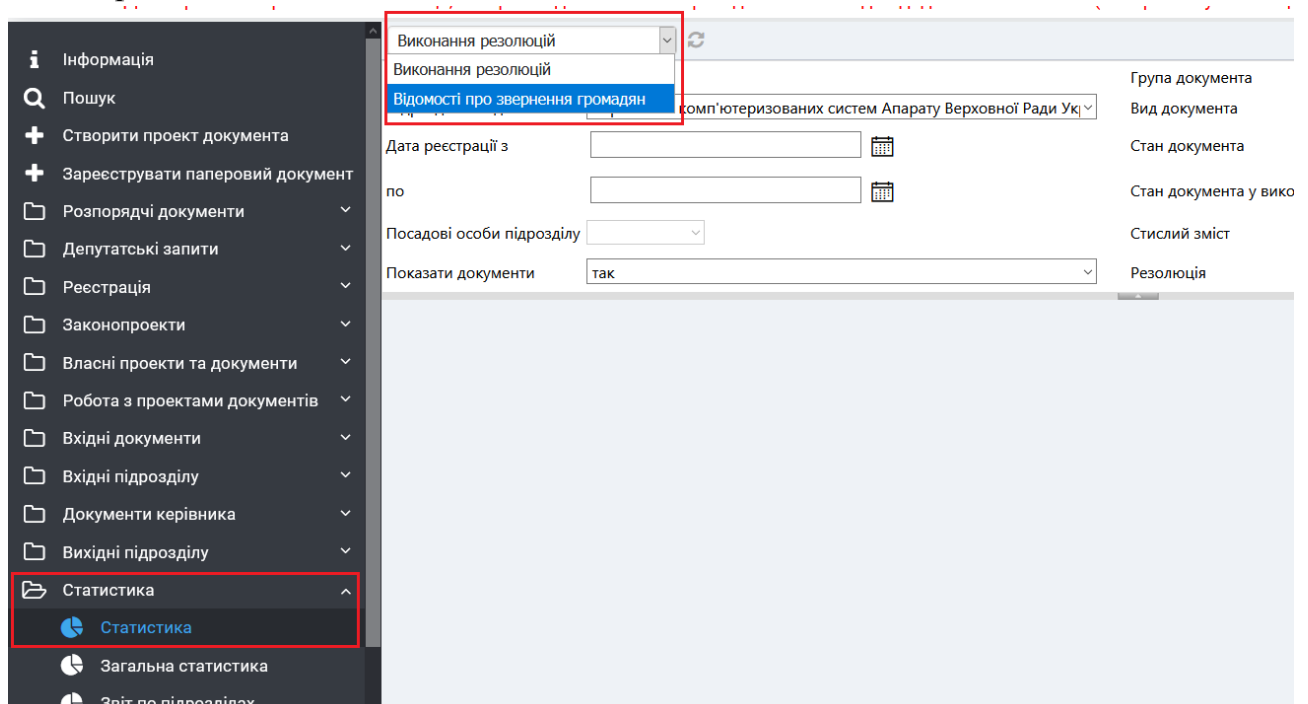 Виконання резолюцій
Виконання резолюцій
Відомості про звернення громадян
Інформація
Пошук
Створити проект документа
Зареєструвати паперовий документ
Розпорядчі документи
Депутатські запити
Реєстрація
Законопроекти
Власні проекти та документи
Робота з проектами документів
Вхідні документи
Вхідні підрозділу
Документи керівника
Вихідні підрозділу
Статистика
Статистика
Загальна статистика
Звіт по підрозділах
Група документа
комп'ютеризованих систем Апарату Верховної Ради Ук
Вид документа
Дата реєстрації з
Стан документа
по
Стан документа у вико
Посадові особи підрозділу
Стислий зміст
Показати документи
так
Резолюція